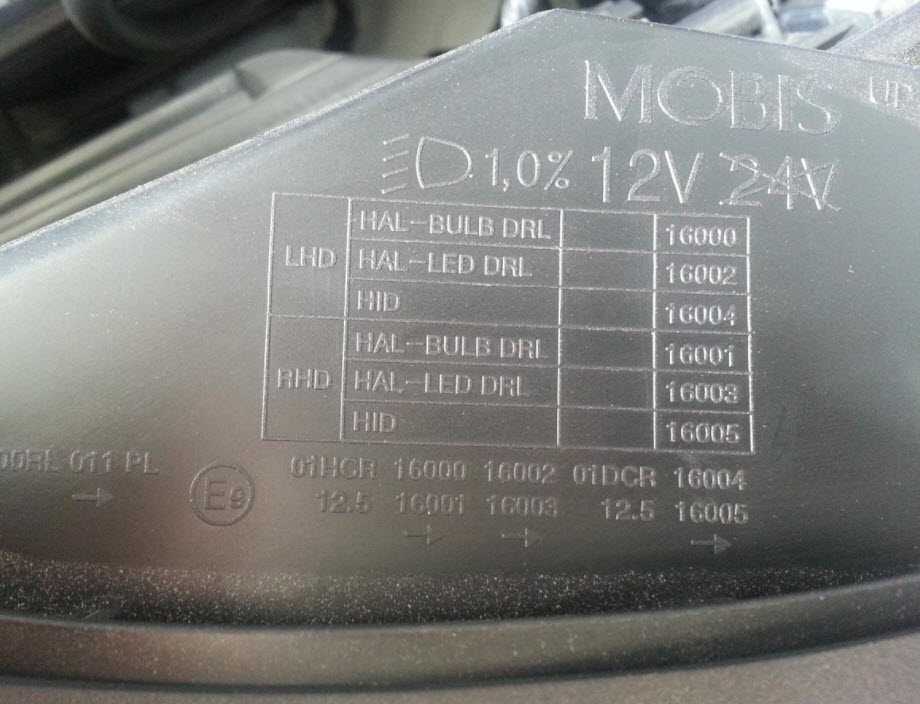 MOBIS
1,0% 12V 24V
LHD
HAL-BULB DRL 16000
HAL-LED DRL 16002
HID 16004
RHD
HAL-BULB DRL 16001
HAL-LED DRL 16003
HID 16005
00RL 011 PL
→
E9
01HCR 16000 16002 01DCR 16004
12.5 16001 16003 12.5 16005
→ → →